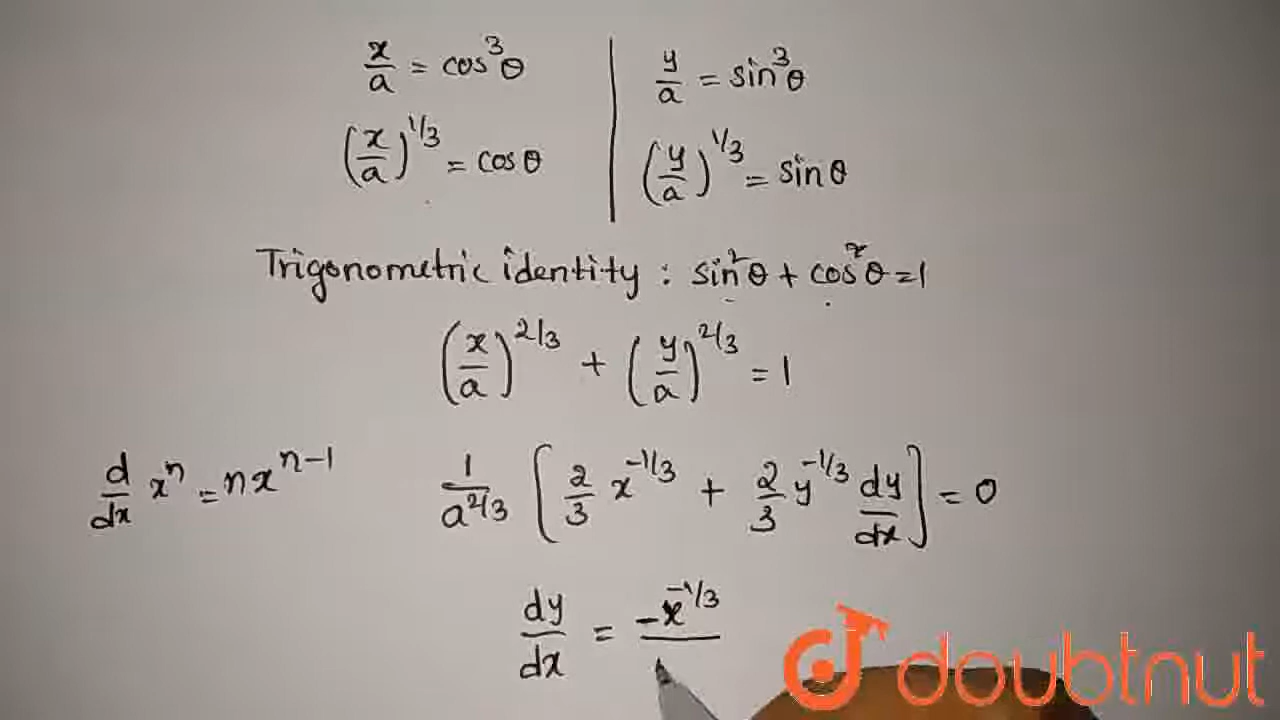 x/a = cos³θ | y/a = sin³θ
(x/a)^1/3 = cosθ | (y/a)^1/3 = sinθ
Trigonometric identity : sin²θ + cos²θ = 1
(x/a)^2/3 + (y/a)^2/3 = 1
d/dx xⁿ = nx^n-1
1/a^2/3 [2/3 x^-1/3 + 2/3 y^-1/3 dy/dx] = 0
dy/dx = -x^-1/3
doubtnut